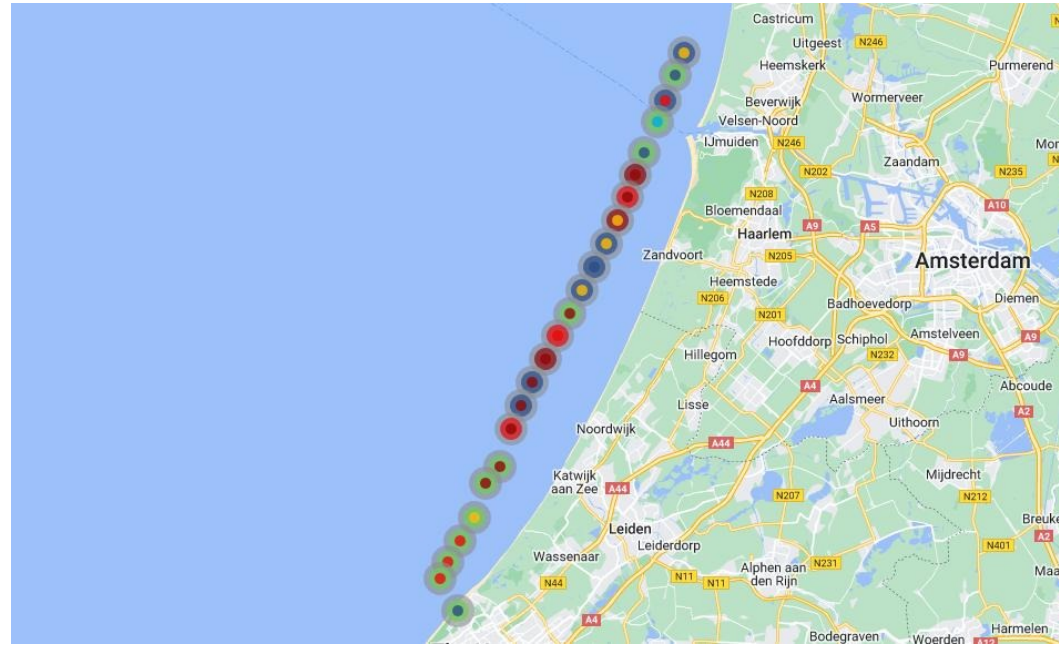 Castricum
Uitgeest
N246
Heemskerk
Purmerend
Beverwijk
Wormerveer
Velsen-Noord
IJmuiden
N246
Zaandam
N202
N235
N208
A10
Bloemendaal
Haarlem
A9
A5
Zandvoort
N205
Amsterdam
Heemstede
N206
Badhoevedorp
Diemen
N201
Hoofddorp
Schiphol
Amstelveen
A9
Hillegom
N232
A9
A4
Abcoude
Lisse
Aalsmeer
A2
Uithoorn
Noordwijk
A44
Katwijk
aan Zee
A44
Mijdrecht
N207
N212
Leiden
A2
Leiderdorp
N401
Wassenaar
N231
Alphen aan
den Rijn
N44
N11
N11
A4
Harmelen
Bodegraven
Woerden
A12